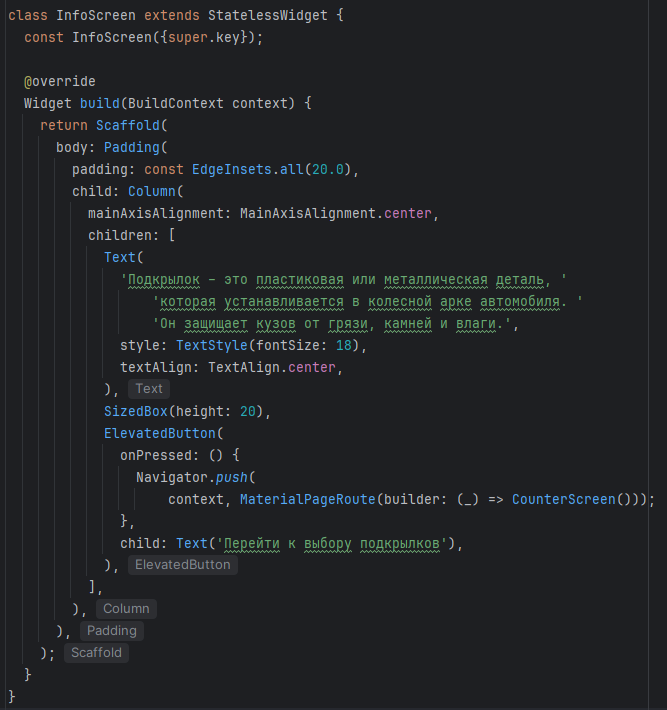 class InfoScreen extends StatelessWidget {
  const InfoScreen({super.key});

  @override
  Widget build(BuildContext context) {
    return Scaffold(
      body: Padding(
        padding: const EdgeInsets.all(20.0),
        child: Column(
          mainAxisAlignment: MainAxisAlignment.center,
          children: [
            Text(
              'Подкрылок – это пластиковая или металлическая деталь, '
                  'которая устанавливается в колесной арке автомобиля. '
                  'Он защищает кузов от грязи, камней и влаги.',
              style: TextStyle(fontSize: 18),
              textAlign: TextAlign.center,
            ), Text
            SizedBox(height: 20),
            ElevatedButton(
              onPressed: () {
                Navigator.push(
                    context, MaterialPageRoute(builder: (_) => CounterScreen()));
              },
              child: Text('Перейти к выбору подкрылков'),
            ), ElevatedButton
          ],
        ), Column
      ), Padding
    ); Scaffold
  }
}